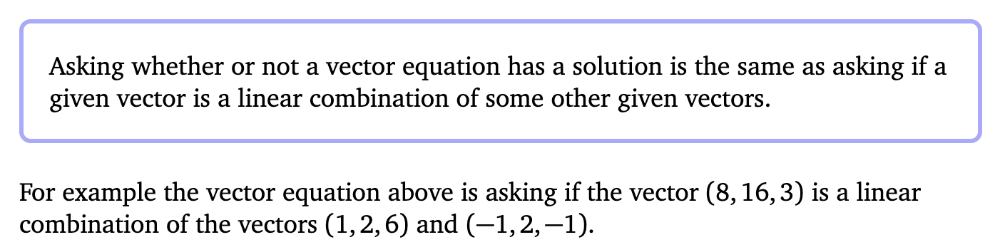 Asking whether or not a vector equation has a solution is the same as asking if a
given vector is a linear combination of some other given vectors.
For example the vector equation above is asking if the vector (8, 16, 3) is a linear
combination of the vectors (1, 2, 6) and (−1, 2, −1).